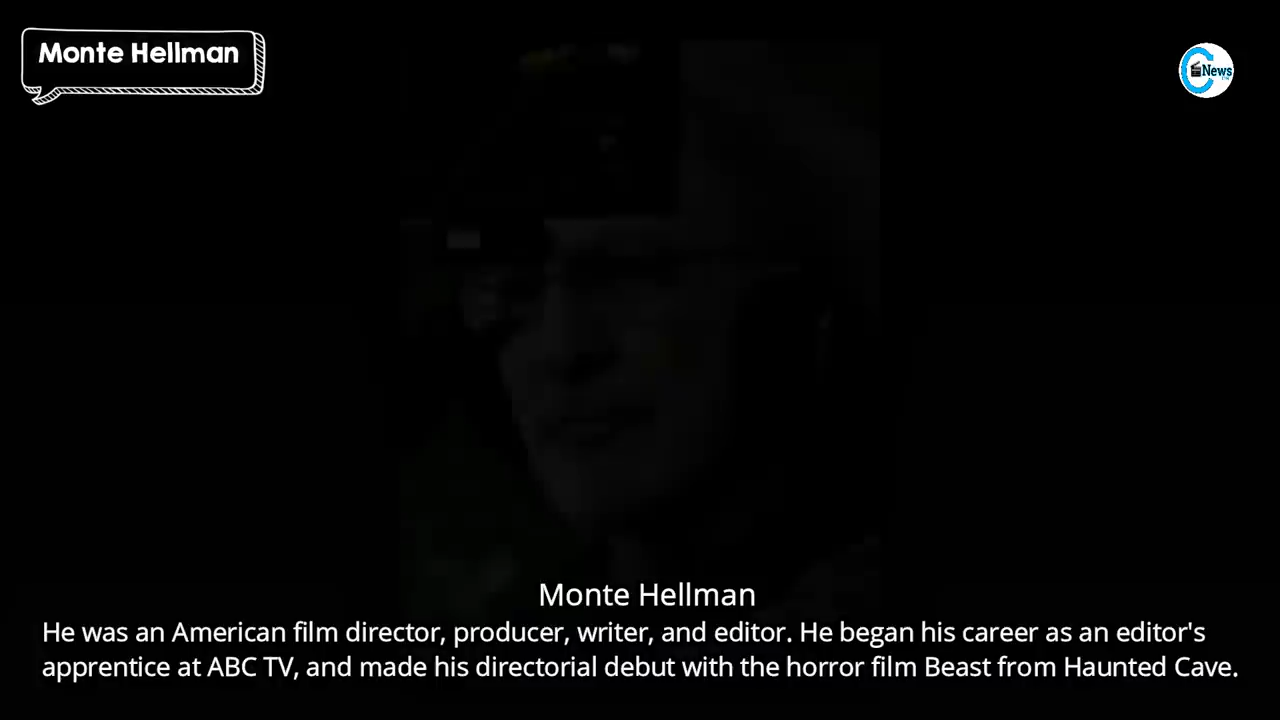 Monte Hellman
News
Monte Hellman
He was an American film director, producer, writer, and editor. He began his career as an editor's
apprentice at ABC TV, and made his directorial debut with the horror film Beast from Haunted Cave.